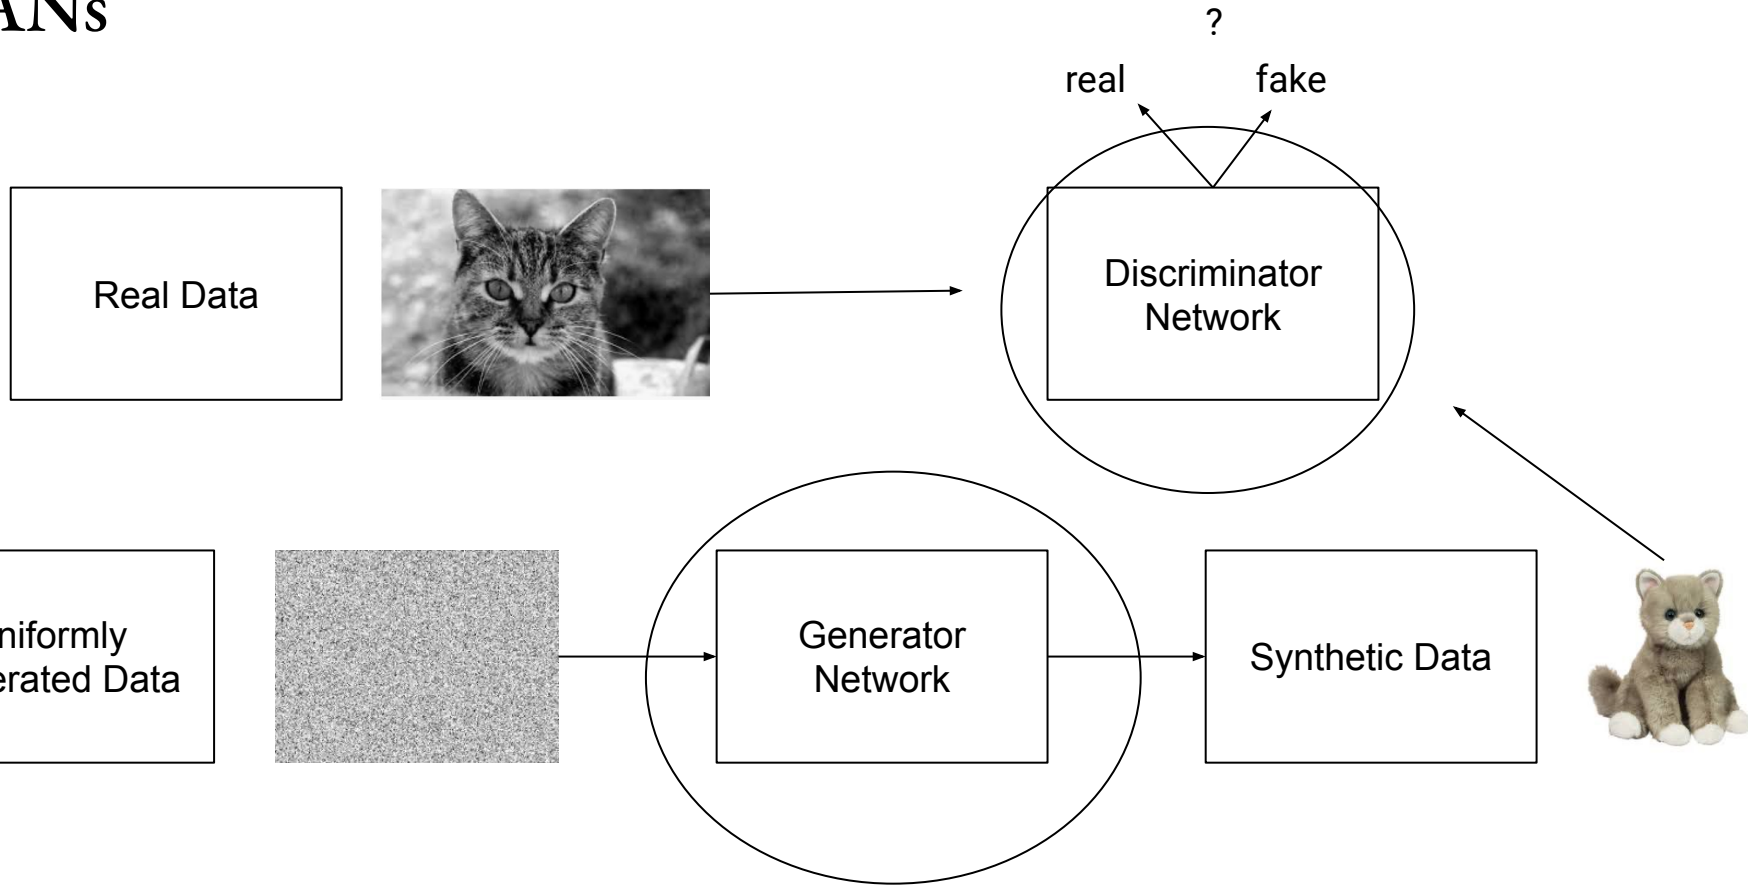 ANs
?
real fake
Real Data
Discriminator
Network
niformly
erated Data
Generator
Network
Synthetic Data